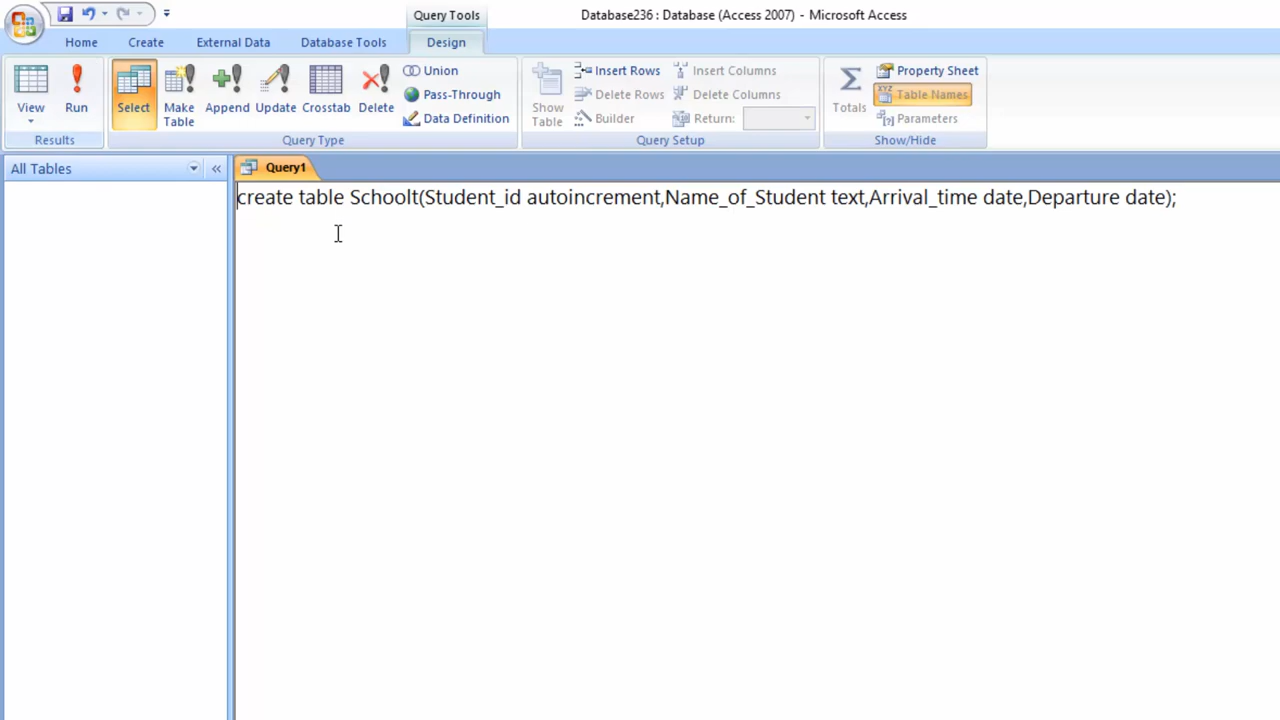 Query Tools
Database236 : Database (Access 2007) - Microsoft Access
Home
Create
External Data
Database Tools
Design
View
Run
Select
Make Table
Append
Update
Crosstab
Delete
Union
Pass-Through
Data Definition
Show Table
Insert Rows
Delete Rows
Builder
Insert Columns
Delete Columns
Return:
Totals
Property Sheet
Table Names
Parameters
Results
Query Type
Query Setup
Show/Hide
All Tables
Query1
create table Schoolt(Student_id autoincrement,Name_of_Student text,Arrival_time date,Departure date);